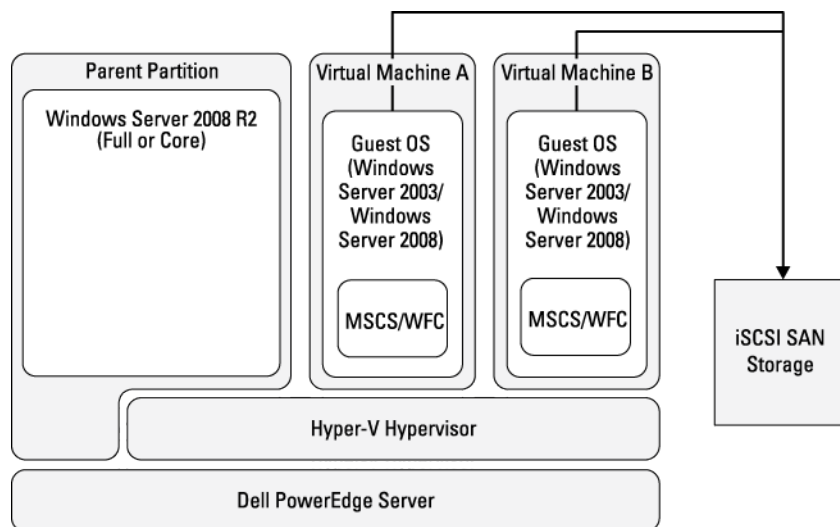 Parent Partition
Windows Server 2008 R2
(Full or Core)
Virtual Machine A
Guest OS
(Windows
Server 2003/
Windows
Server 2008)
MSCS/WFC
Virtual Machine B
Guest OS
(Windows
Server 2003/
Windows
Server 2008)
MSCS/WFC
iSCSI SAN
Storage
Hyper-V Hypervisor
Dell PowerEdge Server